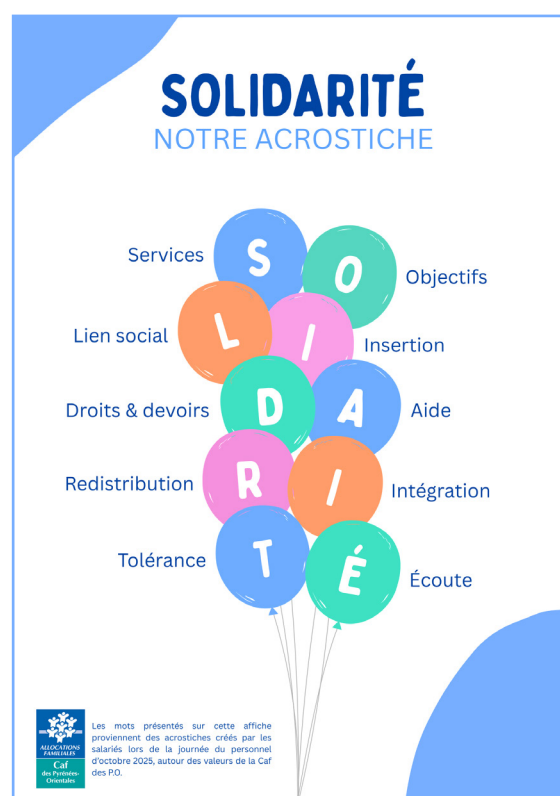 SOLIDARITÉ
NOTRE ACROSTICHE
Services
S
O
Objectifs
Lien social
L
I
Insertion
Droits & devoirs
D
A
Aide
Redistribution
R
I
Intégration
Tolérance
T
É
Écoute
ALLOCATIONS
FAMILIALES
Caf
des Pyrénées-
Orientales
Les mots présentés sur cette affiche
proviennent des acrostiches créés par les
salariés lors de la journée du personnel
d'octobre 2025, autour des valeurs de la Caf
des P.O.